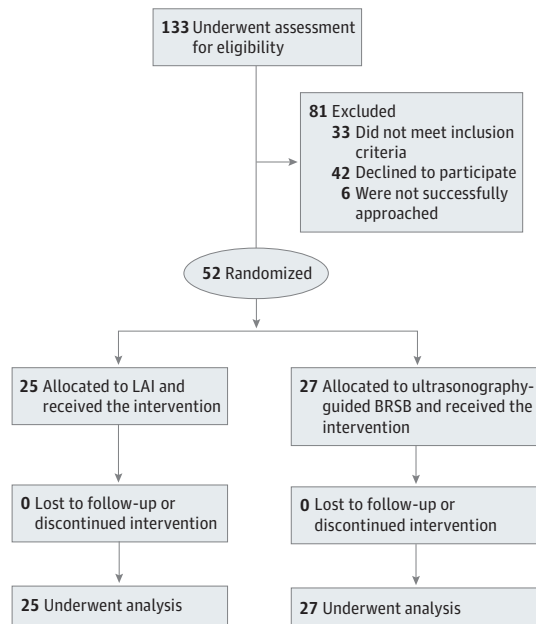 133 Underwent assessment
for eligibility
81 Excluded
33 Did not meet inclusion
criteria
42 Declined to participate
6 Were not successfully
approached
52 Randomized
25 Allocated to LAI and
received the intervention
27 Allocated to ultrasonography-
guided BRSB and received the
intervention
0 Lost to follow-up or
discontinued intervention
0 Lost to follow-up or
discontinued intervention
25 Underwent analysis
27 Underwent analysis